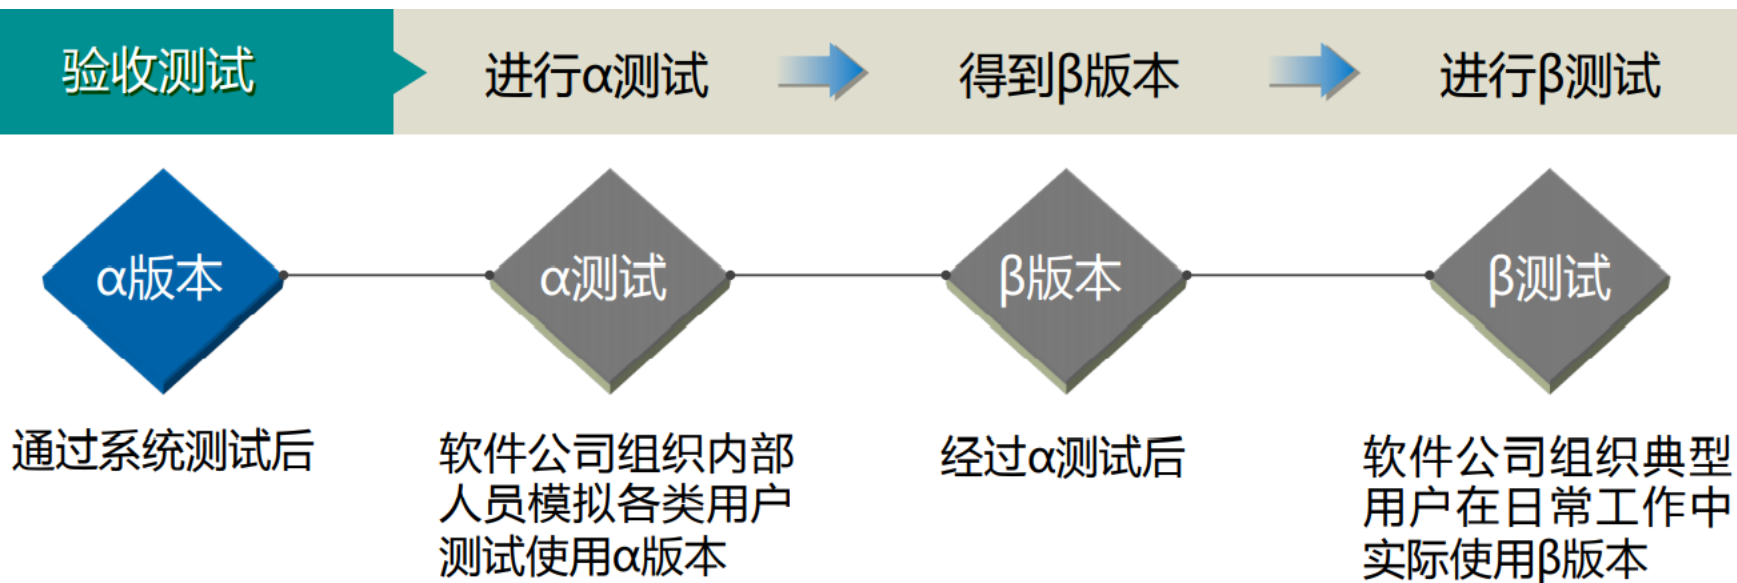 验收测试
进行α测试
得到β版本
进行β测试
α版本
α测试
β版本
β测试
通过系统测试后
软件公司组织内部
人员模拟各类用户
测试使用α版本
经过α测试后
软件公司组织典型
用户在日常工作中
实际使用β版本